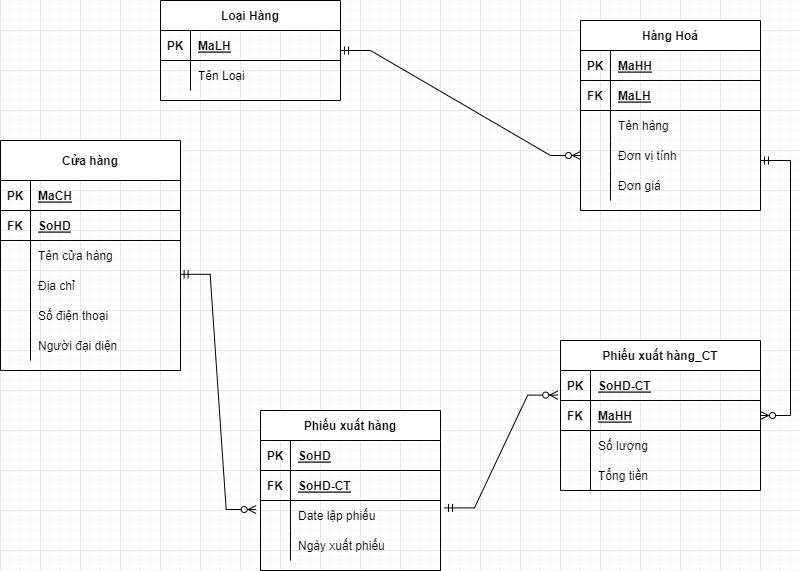 Loại Hàng
PK MaLH
Tên Loại
Hàng Hoá
PK MaHH
FK MaLH
Tên hàng
Đơn vị tính
Đơn giá
Cửa hàng
PK MaCH
FK SoHD
Tên cửa hàng
Địa chỉ
Số điện thoại
Người đại diện
Phiếu xuất hàng_CT
PK SoHD-CT
FK MaHH
Số lượng
Tổng tiền
Phiếu xuất hàng
PK SoHD
FK SoHD-CT
Date lập phiếu
Ngày xuất phiếu